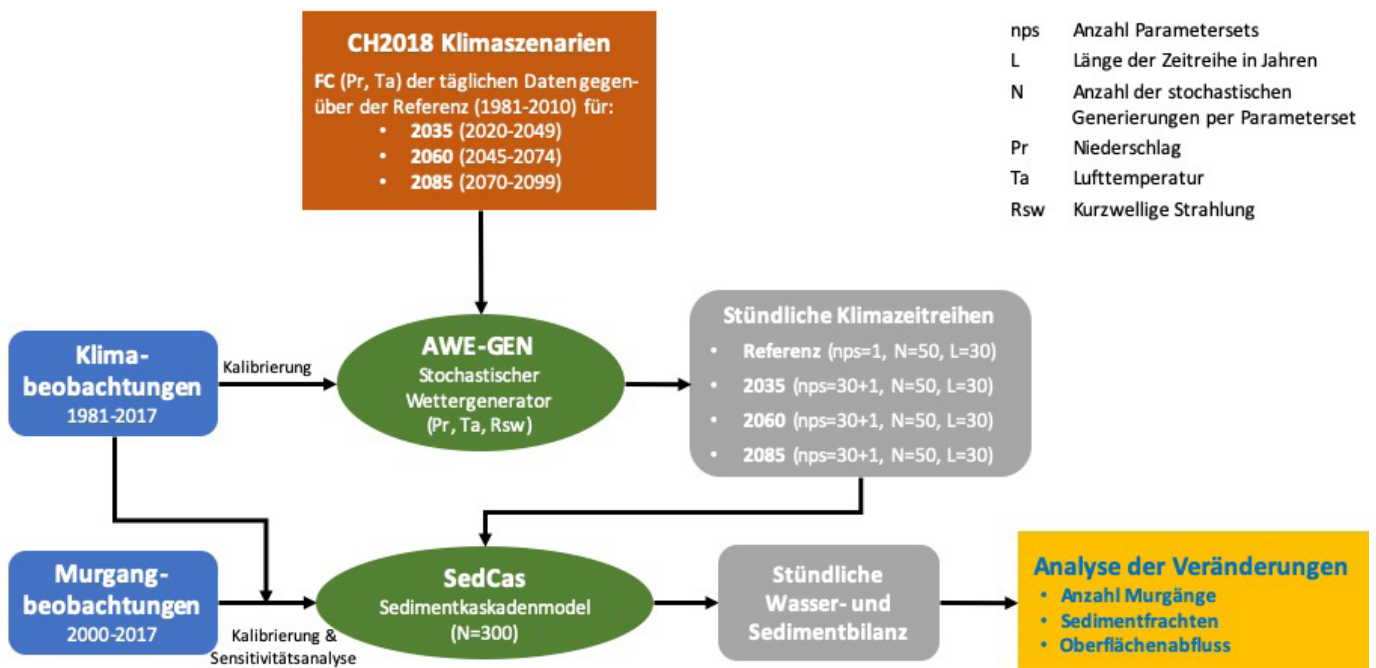 CH2018 Klimaszenarien
FC (Pr, Ta) der täglichen Daten gegen-
über der Referenz (1981-2010) für:
• 2035 (2020-2049)
• 2060 (2045-2074)
• 2085 (2070-2099)
nps Anzahl Parametersets
L Länge der Zeitreihe in Jahren
N Anzahl der stochastischen
Generierungen per Parameterset
Pr Niederschlag
Ta Lufttemperatur
Rsw Kurzwellige Strahlung
Klima-
beobachtungen
1981-2017
Kalibrierung
AWE-GEN
Stochastischer
Wettergenerator
(Pr, Ta, Rsw)
Stündliche Klimazeitreihen
• Referenz (nps=1, N=50, L=30)
• 2035 (nps=30+1, N=50, L=30)
• 2060 (nps=30+1, N=50, L=30)
• 2085 (nps=30+1, N=50, L=30)
Murgang-
beobachtungen
2000-2017
Kalibrierung &
Sensitivitätsanalyse
SedCas
Sedimentkaskadenmodel
(N=300)
Stündliche
Wasser- und
Sedimentbilanz
Analyse der Veränderungen
• Anzahl Murgänge
• Sedimentfrachten
• Oberflächenabfluss